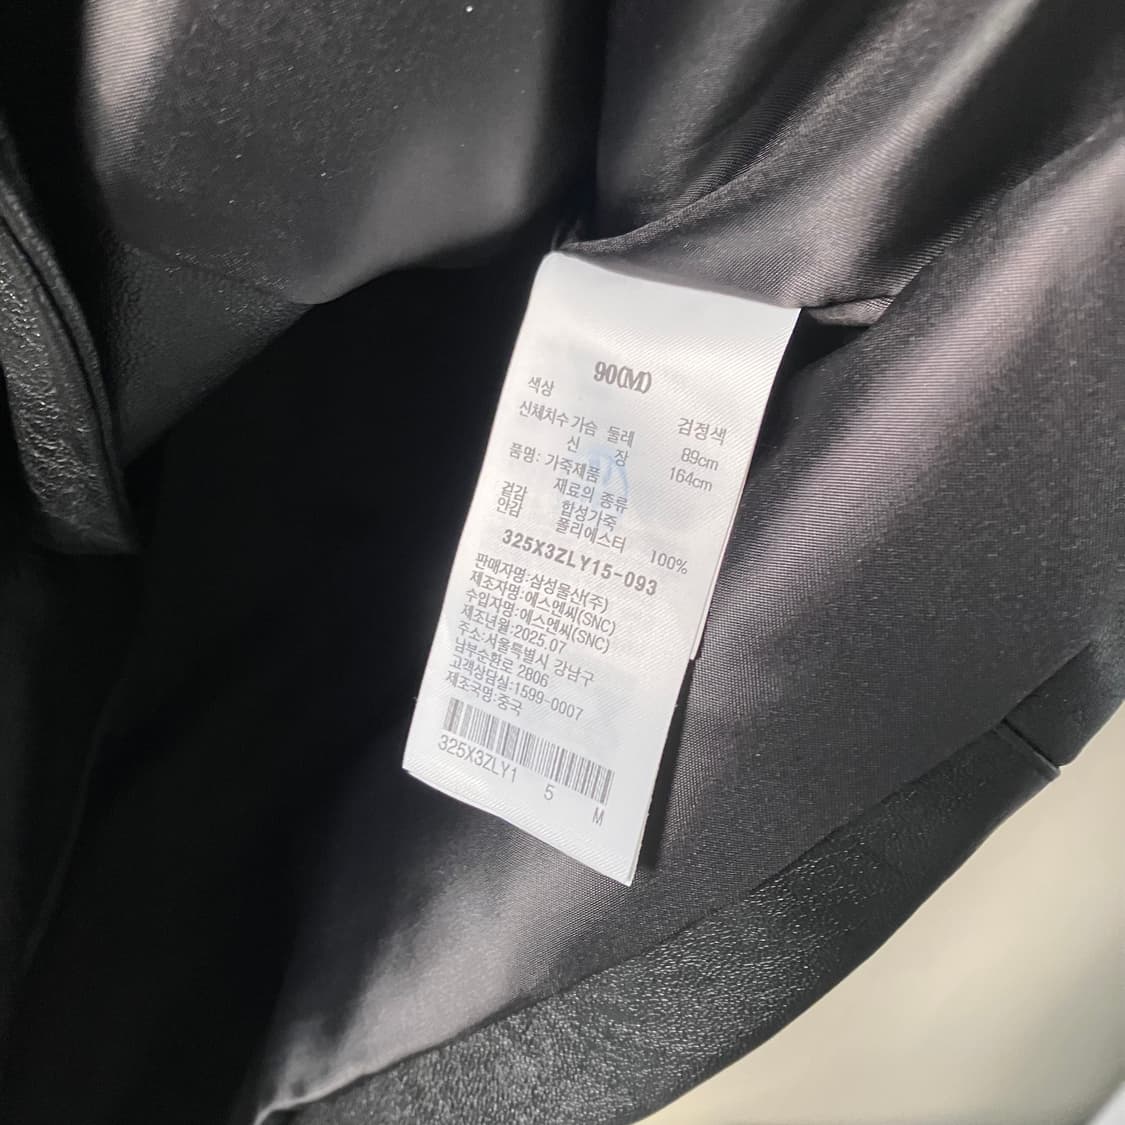 90(M)
색상 검정색
신체치수 가슴 둘레 89cm
신 장 164cm
품명: 가죽제품
재료의 종류
겉감 합성가죽
안감 폴리에스터 100%
325X3ZLY15-093
판매자명:삼성물산(주)
제조자명:에스엔씨(SNC)
수입자명:에스엔씨(SNC)
제조년월:2025.07
주소:서울특별시 강남구
남부순환로 2806
고객상담실:1599-0007
제조국명:중국
325X3ZLY1 5 M